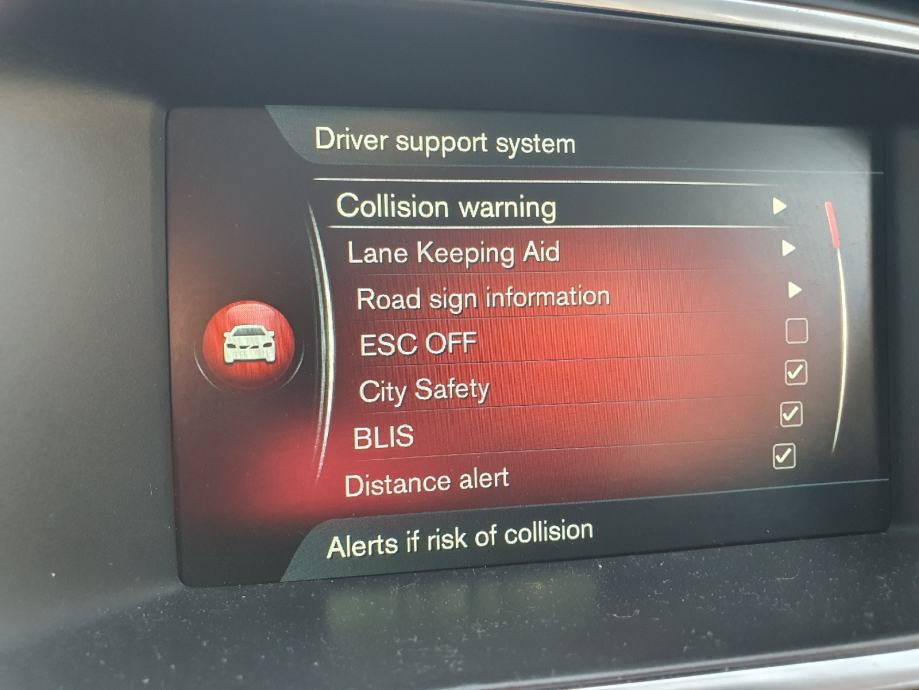 Driver support system
Collision warning
Lane Keeping Aid
Road sign information
ESC OFF
City Safety
BLIS
Distance alert
Alerts if risk of collision